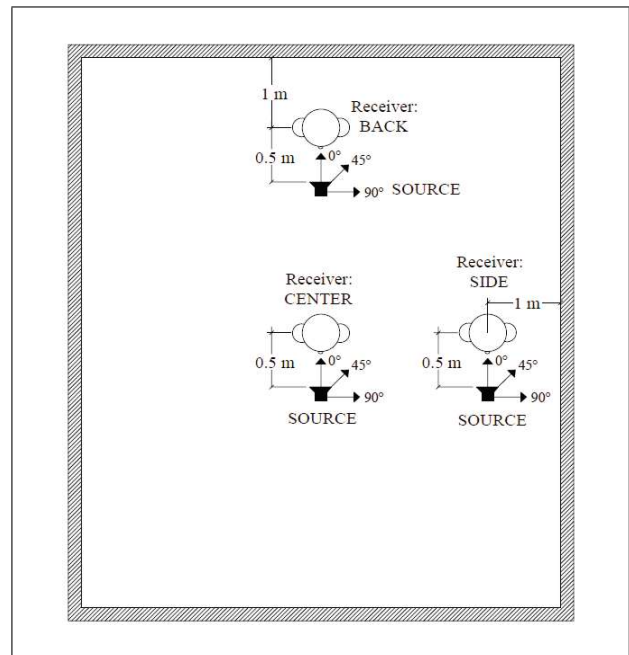 1 m
Receiver:
BACK
0.5 m
0°
45°
90°
SOURCE
Receiver:
CENTER
Receiver:
SIDE
1 m
0.5 m
0°
45°
90°
SOURCE
0.5 m
0°
45°
90°
SOURCE